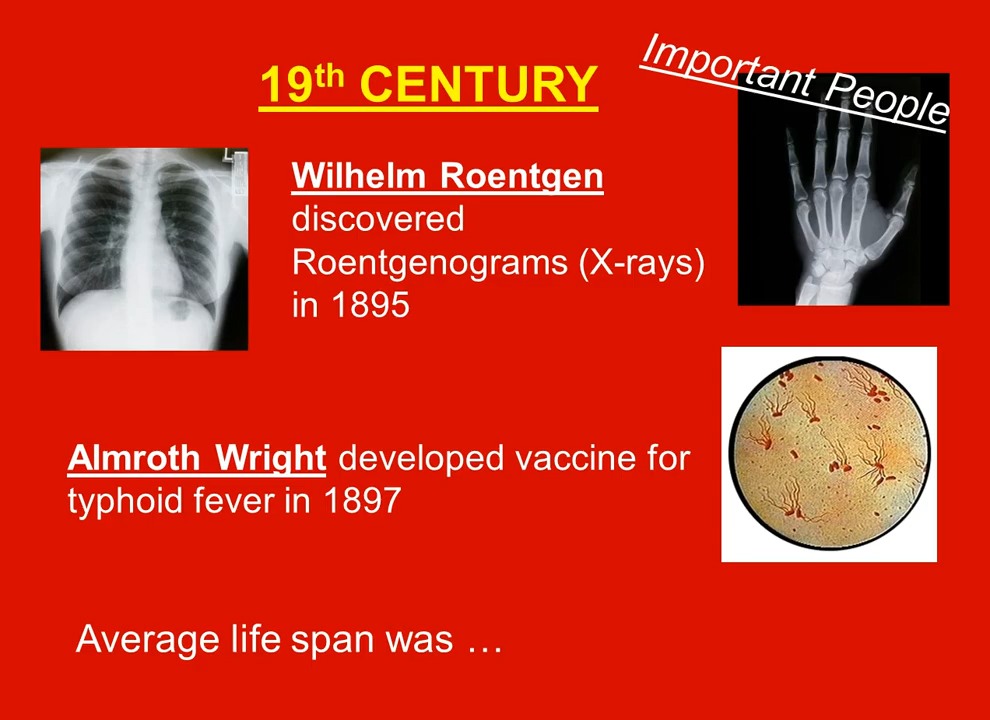 19th CENTURY
Important People
Wilhelm Roentgen
discovered
Roentgenograms (X-rays)
in 1895
Almroth Wright developed vaccine for
typhoid fever in 1897
Average life span was …